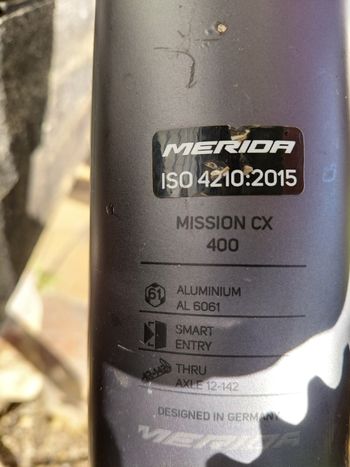 MERIDA
ISO 4210:2015
MISSION CX
400
61
ALUMINIUM
AL 6061
SMART
ENTRY
THRU
AXLE 12-142
DESIGNED IN GERMANY
MERIDA